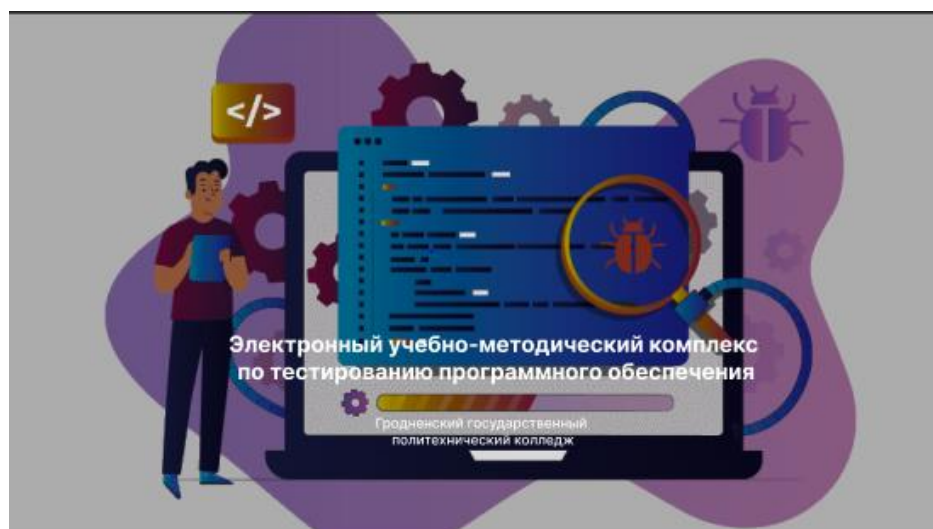 </>
Электронный учебно-методический комплекс
по тестированию программного обеспечения
Гродненский государственный
политехнический колледж